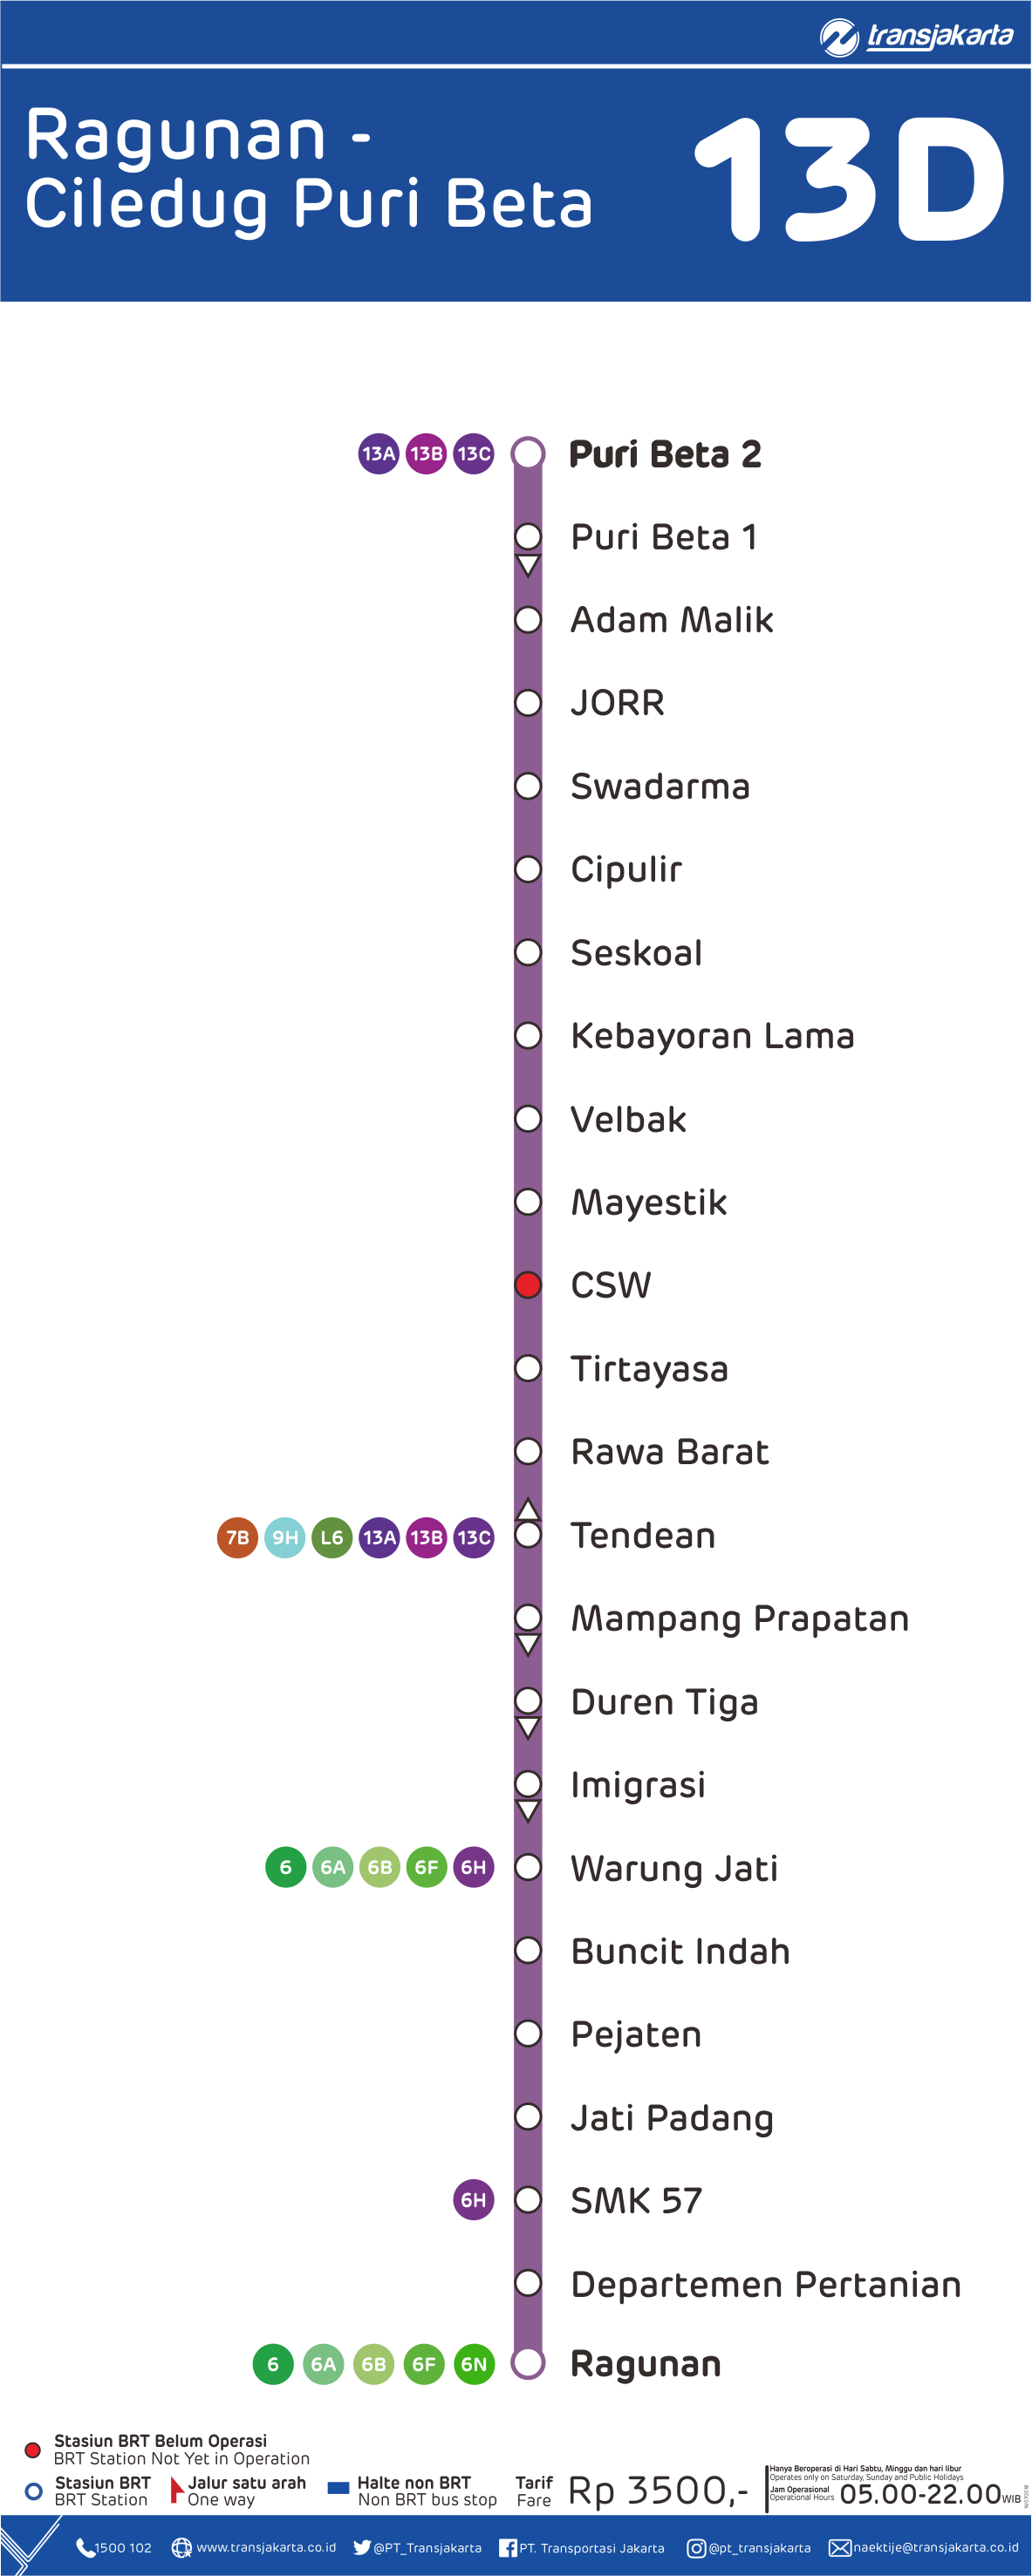 transjakarta
Ragunan -
Ciledug Puri Beta
13D
13A 13B 13C Puri Beta 2
Puri Beta 1
Adam Malik
JORR
Swadarma
Cipulir
Seskoal
Kebayoran Lama
Velbak
Mayestik
CSW
Tirtayasa
Rawa Barat
7B 9H L6 13A 13B 13C Tendean
Mampang Prapatan
Duren Tiga
Imigrasi
6 6A 6B 6F 6H Warung Jati
Buncit Indah
Pejaten
Jati Padang
6H SMK 57
Departemen Pertanian
6 6A 6B 6F 6N Ragunan
Stasiun BRT Belum Operasi
BRT Station Not Yet in Operation
Stasiun BRT
BRT Station
Jalur satu arah
One way
Halte non BRT
Non BRT bus stop
Tarif
Fare
Rp 3500,-
Hanya Beroperasi di Hari Sabtu, Minggu dan hari libur
Operates only on Saturday, Sunday and Public Holidays
Jam Operasional
Operational Hours
05.00-22.00 WIB
1500 102
www.transjakarta.co.id
@PT_Transjakarta
PT. Transportasi Jakarta
@pt_transjakarta
naektije@transjakarta.co.id